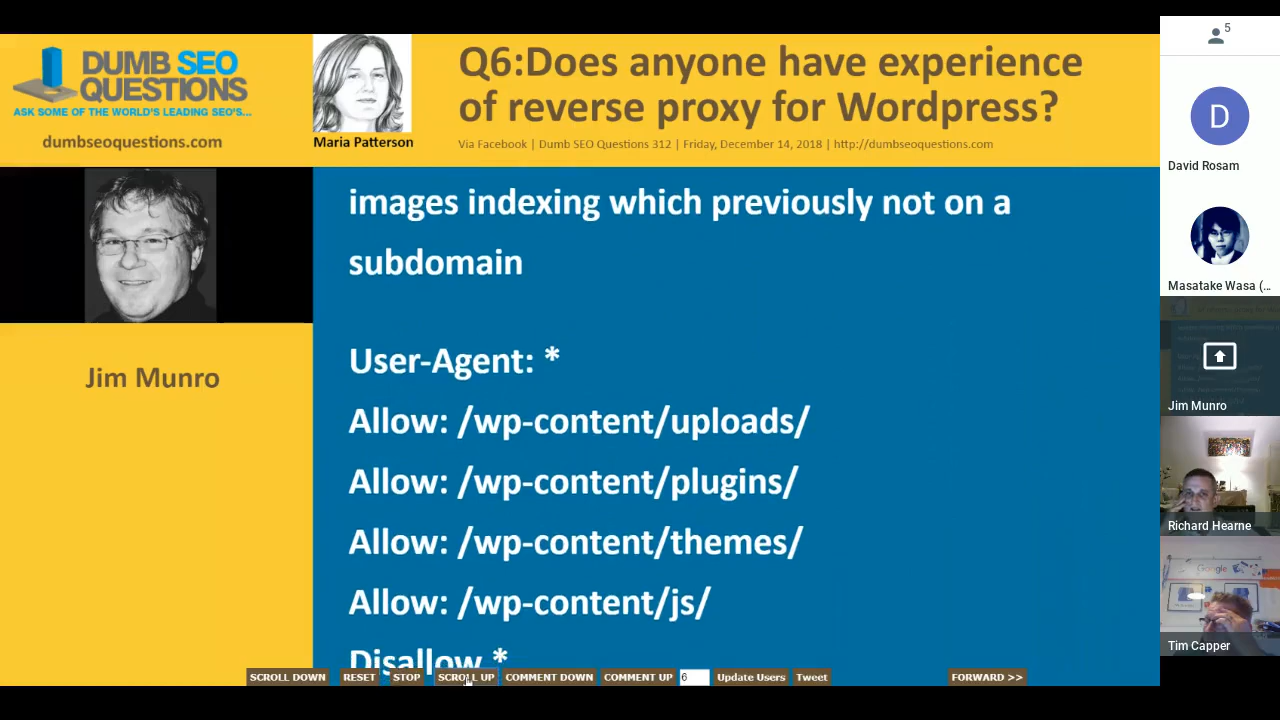 DUMB SEO
QUESTIONS
ASK SOME OF THE WORLD'S LEADING SEO'S...
dumbseoquestions.com
Maria Patterson
Q6:Does anyone have experience
of reverse proxy for Wordpress?
Via Facebook | Dumb SEO Questions 312 | Friday, December 14, 2018 | http://dumbseoquestions.com
Jim Munro
images indexing which previously not on a
subdomain
User-Agent: *
Allow: /wp-content/uploads/
Allow: /wp-content/plugins/
Allow: /wp-content/themes/
Allow: /wp-content/js/
Disallow *
SCROLL DOWN RESET STOP SCROLL UP COMMENT DOWN COMMENT UP 6 Update Users Tweet FORWARD >>
5
D
David Rosam
Masatake Wasa (...
Jim Munro
Richard Hearne
Google
Tim Capper